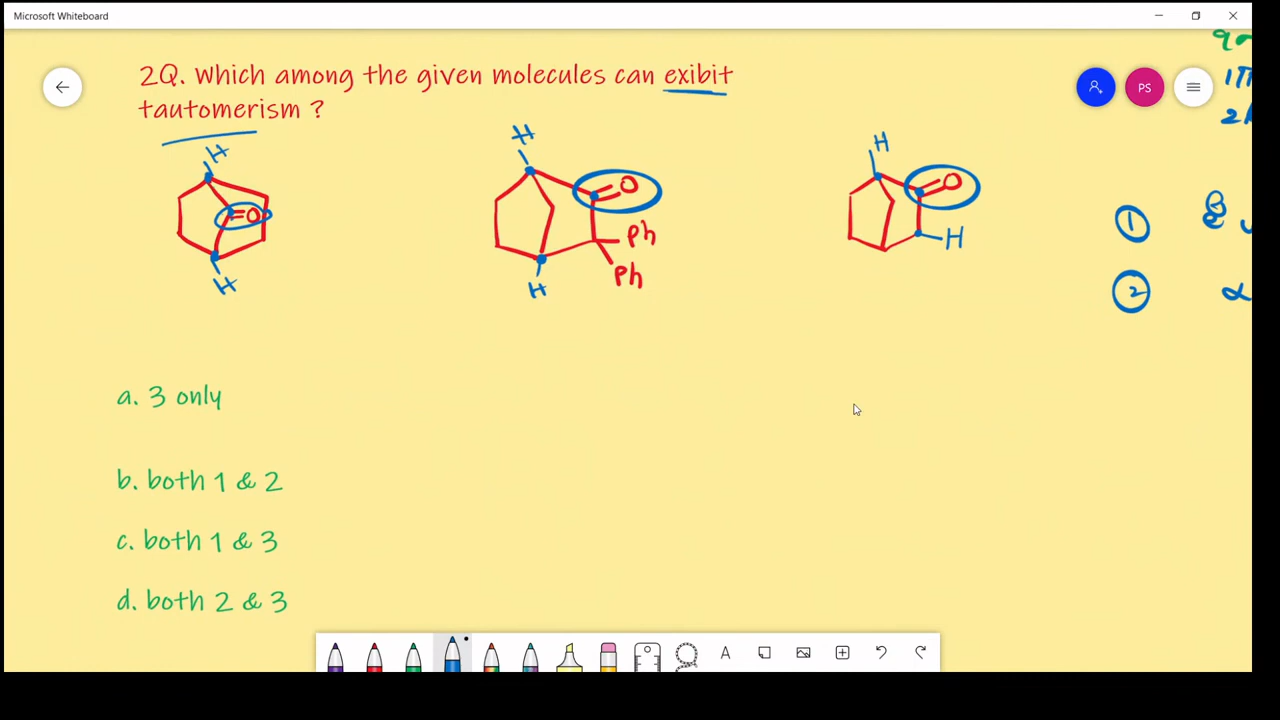 Microsoft Whiteboard
2Q. Which among the given molecules can exibit
tautomerism ?
PS
H
=O
H
H
O
Ph
Ph
H
H
O
H
1
2
α
a. 3 only
b. both 1 & 2
c. both 1 & 3
d. both 2 & 3
A